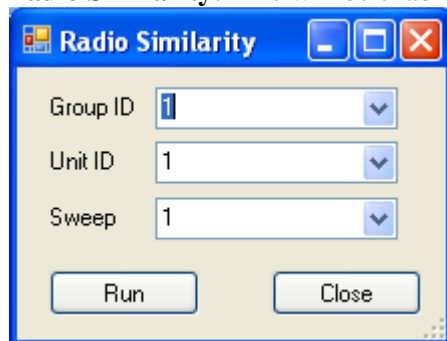 Radio Similarity
Group ID 1
Unit ID 1
Sweep 1
Run Close